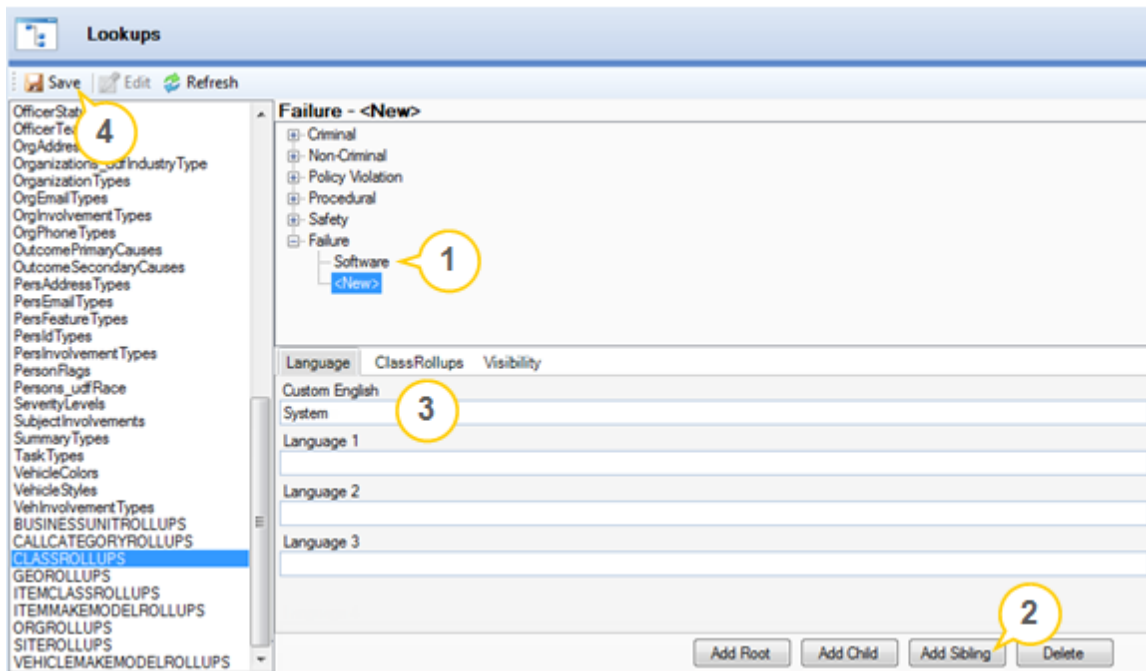 Lookups
Save Edit Refresh
OfficerStat
OfficerTea
OrgAddres
Organizations_udfIndustryType
OrganizationTypes
OrgEmailTypes
OrgInvolvementTypes
OrgPhoneTypes
OutcomePrimaryCauses
OutcomeSecondaryCauses
PersAddressTypes
PersEmailTypes
PersFeatureTypes
PersIdTypes
PersInvolvementTypes
PersonFlags
Persons_udfRace
SeverityLevels
SubjectInvolvements
SummaryTypes
TaskTypes
VehicleColors
VehicleStyles
VehInvolvementTypes
BUSINESSUNITROLLUPS
CALLCATEGORYROLLUPS
CLASSROLLUPS
GEOROLLUPS
ITEMCLASSROLLUPS
ITEMMAKEMODELROLLUPS
ORGROLLUPS
SITEROLLUPS
VEHICLEMAKEMODELROLLUPS
4
Failure - <New>
Criminal
Non-Criminal
Policy Violation
Procedural
Safety
Failure
Software
1
<New>
Language ClassRollups Visibility
Custom English
System
3
Language 1
Language 2
Language 3
2
Add Root Add Child Add Sibling Delete